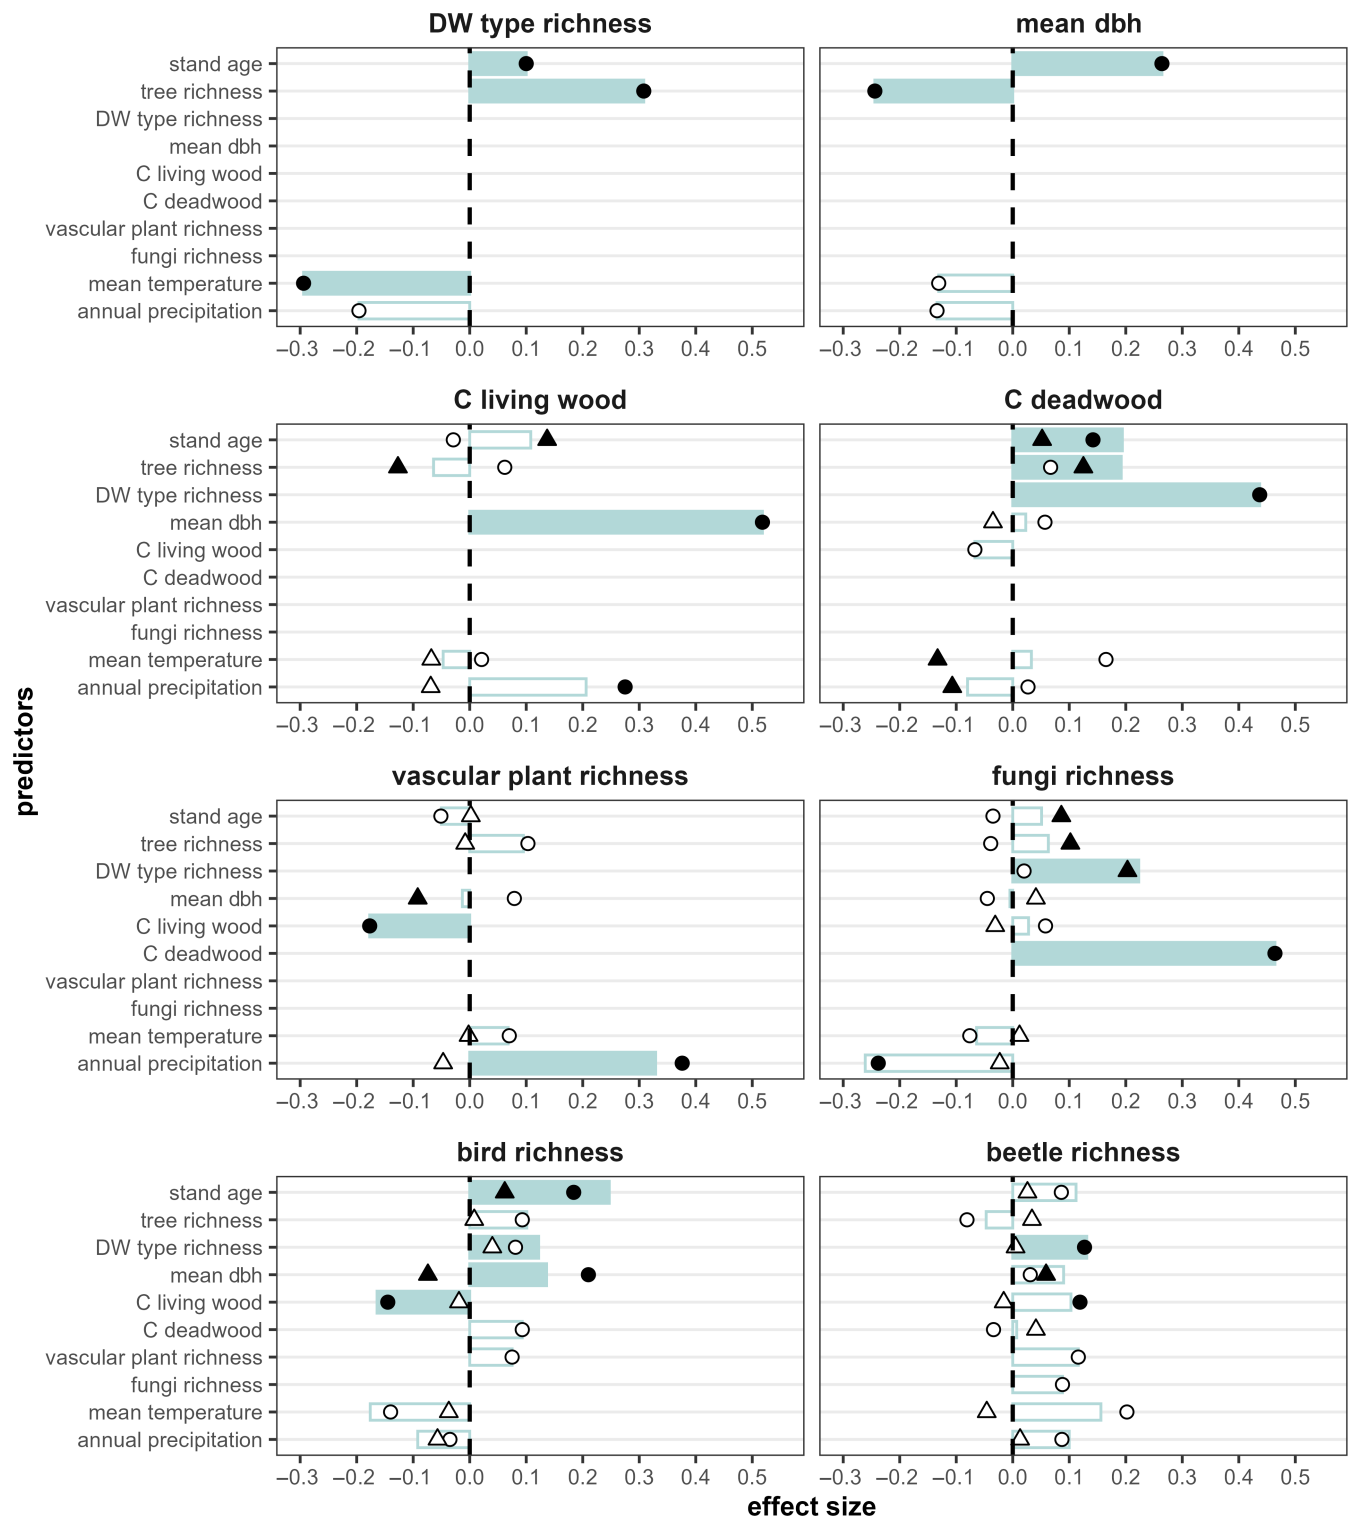 DW type richness
mean dbh
stand age
tree richness
DW type richness
mean dbh
C living wood
C deadwood
vascular plant richness
fungi richness
mean temperature
annual precipitation
−0.3 −0.2 −0.1 0.0 0.1 0.2 0.3 0.4 0.5
−0.3 −0.2 −0.1 0.0 0.1 0.2 0.3 0.4 0.5
C living wood
C deadwood
stand age
tree richness
DW type richness
mean dbh
C living wood
C deadwood
vascular plant richness
fungi richness
mean temperature
annual precipitation
−0.3 −0.2 −0.1 0.0 0.1 0.2 0.3 0.4 0.5
−0.3 −0.2 −0.1 0.0 0.1 0.2 0.3 0.4 0.5
predictors
vascular plant richness
fungi richness
stand age
tree richness
DW type richness
mean dbh
C living wood
C deadwood
vascular plant richness
fungi richness
mean temperature
annual precipitation
−0.3 −0.2 −0.1 0.0 0.1 0.2 0.3 0.4 0.5
−0.3 −0.2 −0.1 0.0 0.1 0.2 0.3 0.4 0.5
bird richness
beetle richness
stand age
tree richness
DW type richness
mean dbh
C living wood
C deadwood
vascular plant richness
fungi richness
mean temperature
annual precipitation
−0.3 −0.2 −0.1 0.0 0.1 0.2 0.3 0.4 0.5
−0.3 −0.2 −0.1 0.0 0.1 0.2 0.3 0.4 0.5
effect size